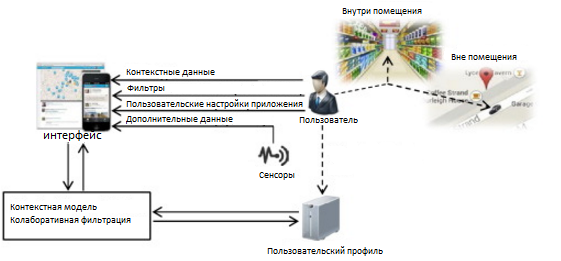 Внутри помещения
Вне помещения
Контекстные данные
Фильтры
Пользовательские настройки приложения
Дополнительные данные
Пользователь
интерфейс
Сенсоры
Контекстная модель
Колаборативная фильтрация
Пользовательский профиль